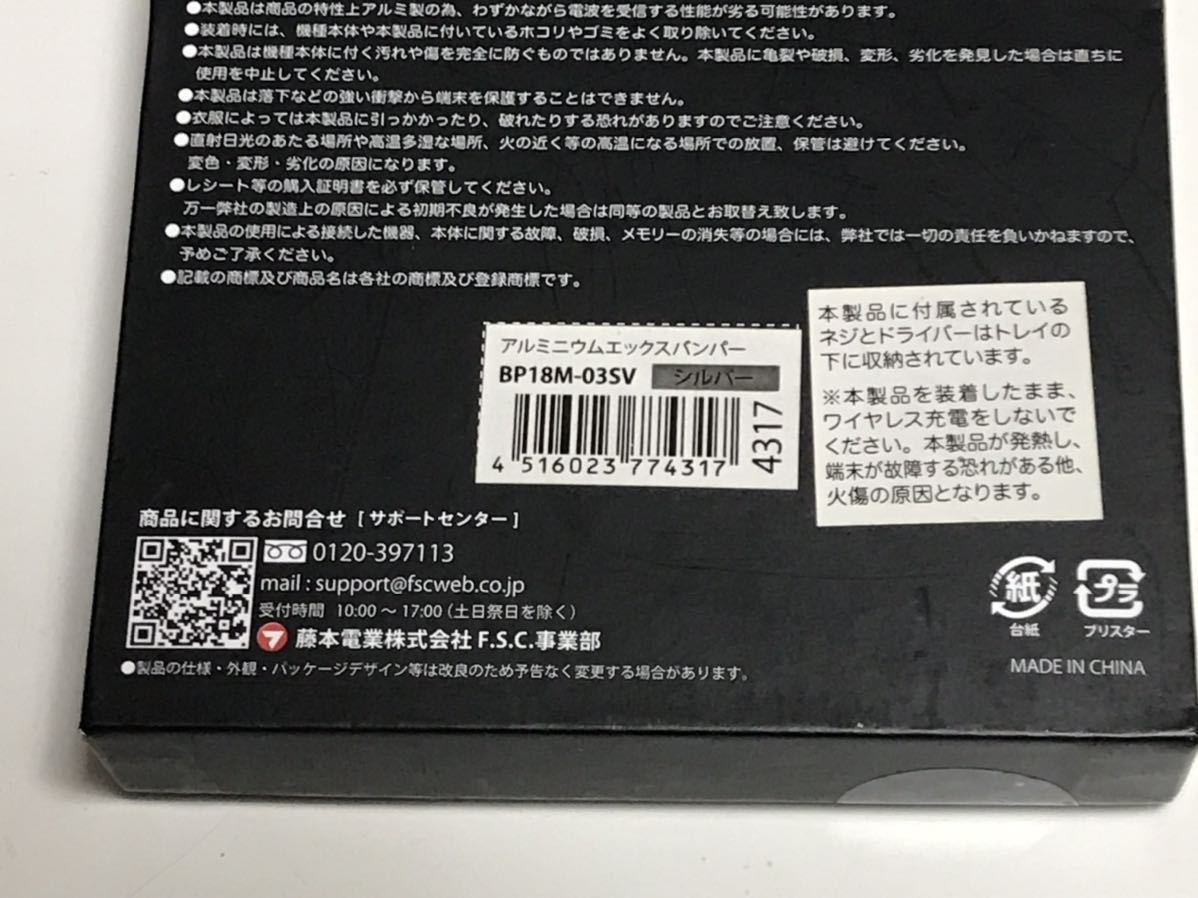 ●本製品は商品の特性上アルミ製の為、わずかながら電波を受信する性能が劣る可能性があります。
●装着時には、機種本体や本製品に付いているホコリやゴミをよく取り除いてください。
●本製品は機種本体に付く汚れや傷を完全に防ぐものではありません。本製品に亀裂や破損、変形、劣化を発見した場合は直ちに
使用を中止してください。
●本製品は落下などの強い衝撃から端末を保護することはできません。
●衣服によっては本製品に引っかかったり、破れたりする恐れがありますのでご注意ください。
●直射日光のあたる場所や高温多湿な場所、火の近く等の高温になる場所での放置、保管は避けてください。
変色・変形・劣化の原因になります。
●レシート等の購入証明書を必ず保管してください。
万一弊社の製造上の原因による初期不良が発生した場合は同等の製品とお取替え致します。
●本製品の使用による接続した機器、本体に関する故障、破損、メモリーの消失等の場合には、弊社では一切の責任を負いかねますので、
予めご了承ください。
●記載の商標及び商品名は各社の商標及び登録商標です。
アルミニウムエックスバンパー
BP18M-03SV シルバー
4 516023 774317
4317
本製品に付属されている
ネジとドライバーはトレイの
下に収納されています。
※本製品を装着したまま、
ワイヤレス充電をしないで
ください。本製品が発熱し、
端末が故障する恐れがある他、
火傷の原因となります。
商品に関するお問合せ [サポートセンター]
0120-397113
mail : support@fscweb.co.jp
受付時間 10:00～17:00（土日祭日を除く）
藤本電業株式会社 F.S.C.事業部
●製品の仕様・外観・パッケージデザイン等は改良のため予告なく変更する場合があります。
紙
台紙
プラ
ブリスター
MADE IN CHINA